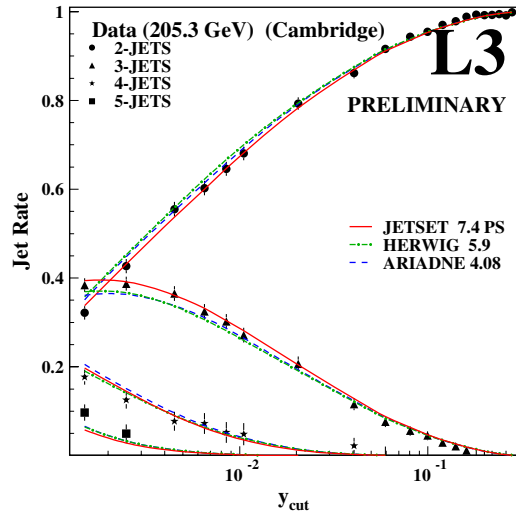 Data (205.3 GeV) (Cambridge)
2-JETS
3-JETS
4-JETS
5-JETS
L3
PRELIMINARY
JETSET 7.4 PS
HERWIG 5.9
ARIADNE 4.08
Jet Rate
1
0.8
0.6
0.4
0.2
10⁻² 10⁻¹
y_cut